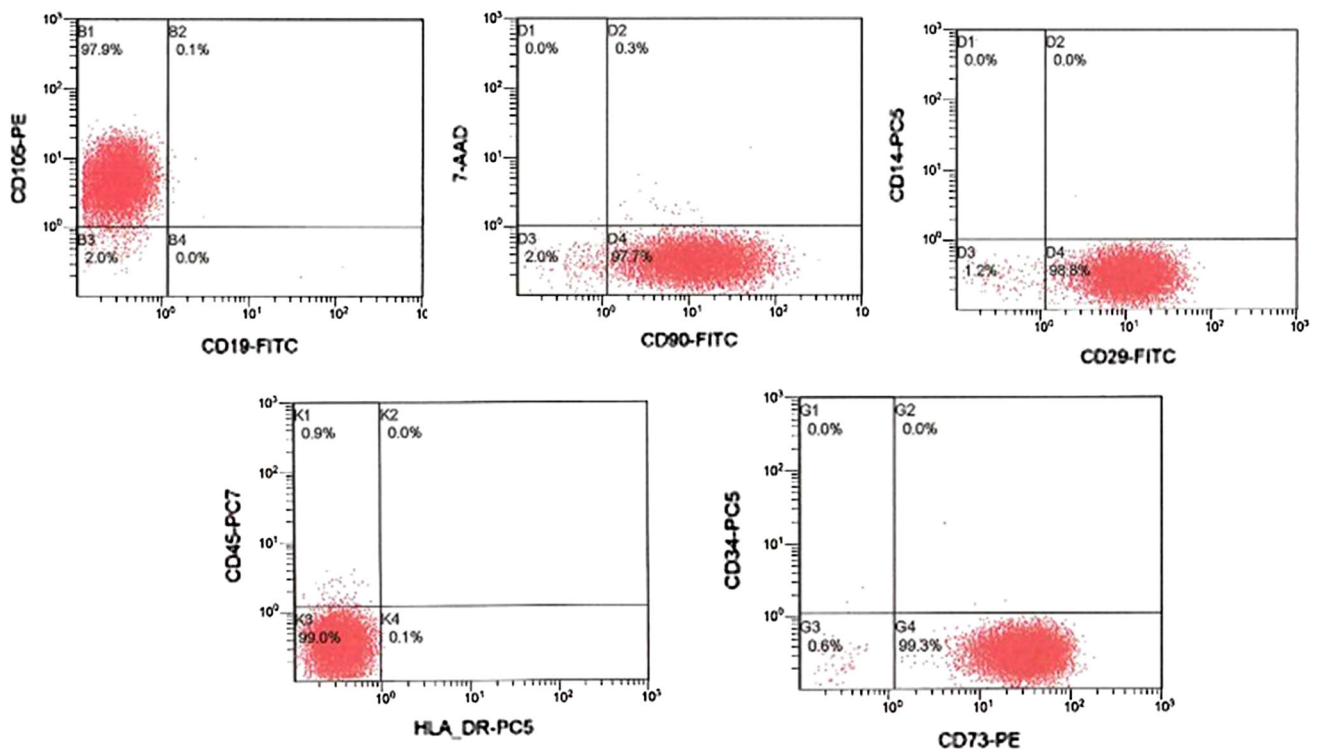 10³
B1
97.9%
B2
0.1%
10²
10¹
10⁰
B3
2.0%
B4
0.0%
10⁰
10¹
10²
CD105-PE
CD19-FITC
10³
D1
0.0%
D2
0.3%
10²
10¹
10⁰
D3
2.0%
D4
97.7%
10⁰
10¹
10²
10
7-AAD
CD90-FITC
10³
D1
0.0%
D2
0.0%
10²
10¹
10⁰
D3
1.2%
D4
98.8%
10⁰
10¹
10²
10³
CD14-PC5
CD29-FITC
10³
K1
0.9%
K2
0.0%
10²
10¹
10⁰
K3
99.0%
K4
0.1%
10⁰
10¹
10²
10³
CD45-PC7
HLA_DR-PC5
10³
G1
0.0%
G2
0.0%
10²
10¹
10⁰
G3
0.6%
G4
99.3%
10⁰
10¹
10²
10³
CD34-PC5
CD73-PE